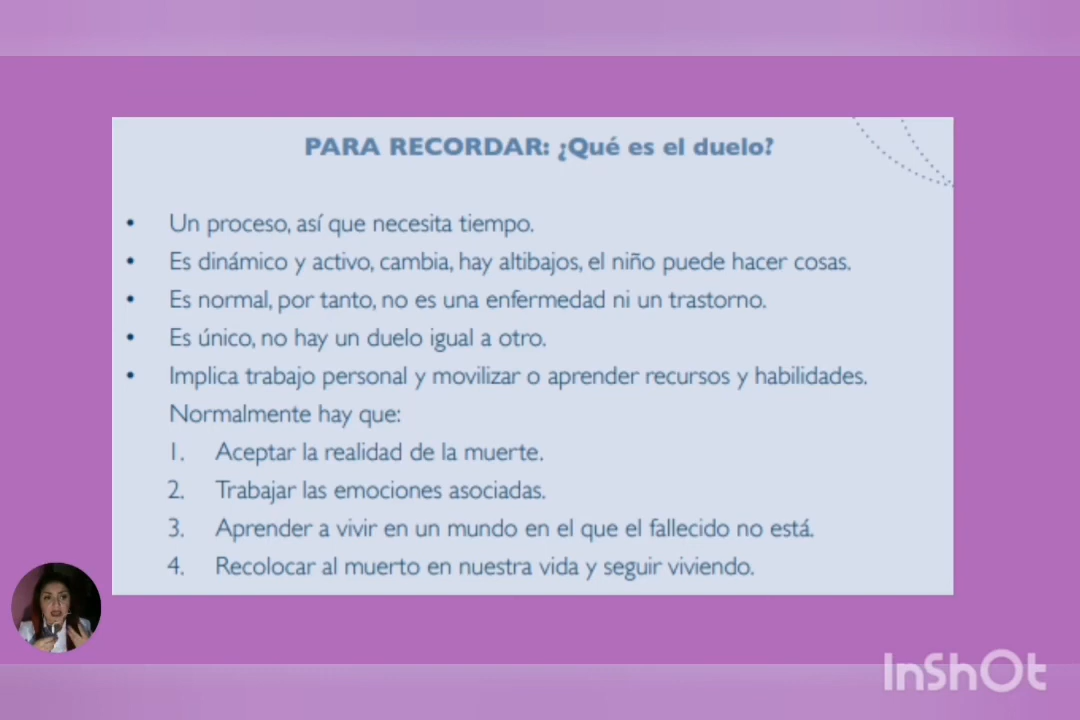 PARA RECORDAR: ¿Qué es el duelo?
• Un proceso, así que necesita tiempo.
• Es dinámico y activo, cambia, hay altibajos, el niño puede hacer cosas.
• Es normal, por tanto, no es una enfermedad ni un trastorno.
• Es único, no hay un duelo igual a otro.
• Implica trabajo personal y movilizar o aprender recursos y habilidades.
Normalmente hay que:
1. Aceptar la realidad de la muerte.
2. Trabajar las emociones asociadas.
3. Aprender a vivir en un mundo en el que el fallecido no está.
4. Recolocar al muerto en nuestra vida y seguir viviendo.
InShOt